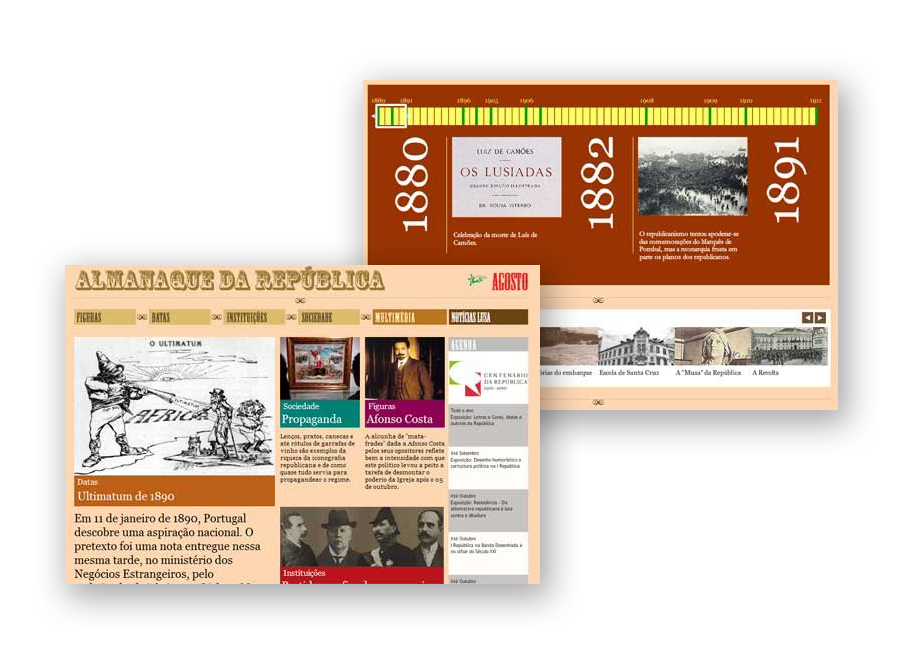 1880 1891 1896 1905 1906 1908 1909 1910 1911
1880
LUIZ DE CAMÕES
OS LUSIADAS
GRANDE EDIÇÃO ILLUSTRADA
DR. SOUSA VITERBO
Celebração da morte de Luís de
Camões.
1882
O republicanismo tentou apoderar-se
das comemorações do Marquês de
Pombal, mas a monarquia frusta em
parte os planos dos republicanos.
1891
do embarque
Escola de Santa Cruz
A "Musa" da República
A Revolta
ALMANAQUE DA REPÚBLICA
AGOSTO
FIGURAS
DATAS
INSTITUIÇÕES
SOCIEDADE
MULTIMÉDIA
NOTÍCIAS LUSA
O ULTIMATUM
AFRICA
Datas
Ultimatum de 1890
Em 11 de janeiro de 1890, Portugal
descobre uma aspiração nacional. O
pretexto foi uma nota entregue nessa
mesma tarde, no ministério dos
Negócios Estrangeiros, pelo
Sociedade
Propaganda
Lenços, pratos, canecas e
até rótulos de garrafas de
vinho são exemplos da
riqueza da iconografia
republicana e de como
quase tudo servia para
propagandear o regime.
Figuras
Afonso Costa
A alcunha de "mata-
frades" dada a Afonso Costa
pelos seus opositores reflete
bem a intensidade com que
este político levou a peito a
tarefa de desmontar o
poderio da Igreja após o 05
de outubro.
Instituições
AGENDA
CENTENÁRIO
DA REPÚBLICA
1910 - 2010
Todo o ano
Exposição: Letras e Cores, Ideias e
Autores da República
Até Setembro
Exposição: Desenho humorístico e
caricatura política na I República
Até Outubro
Exposição: Resistência - Da
alternativa republicana à luta
contra a ditadura
Até Outubro
I República na Banda Desenhada e
no olhar do Século XXI
Até Outubro